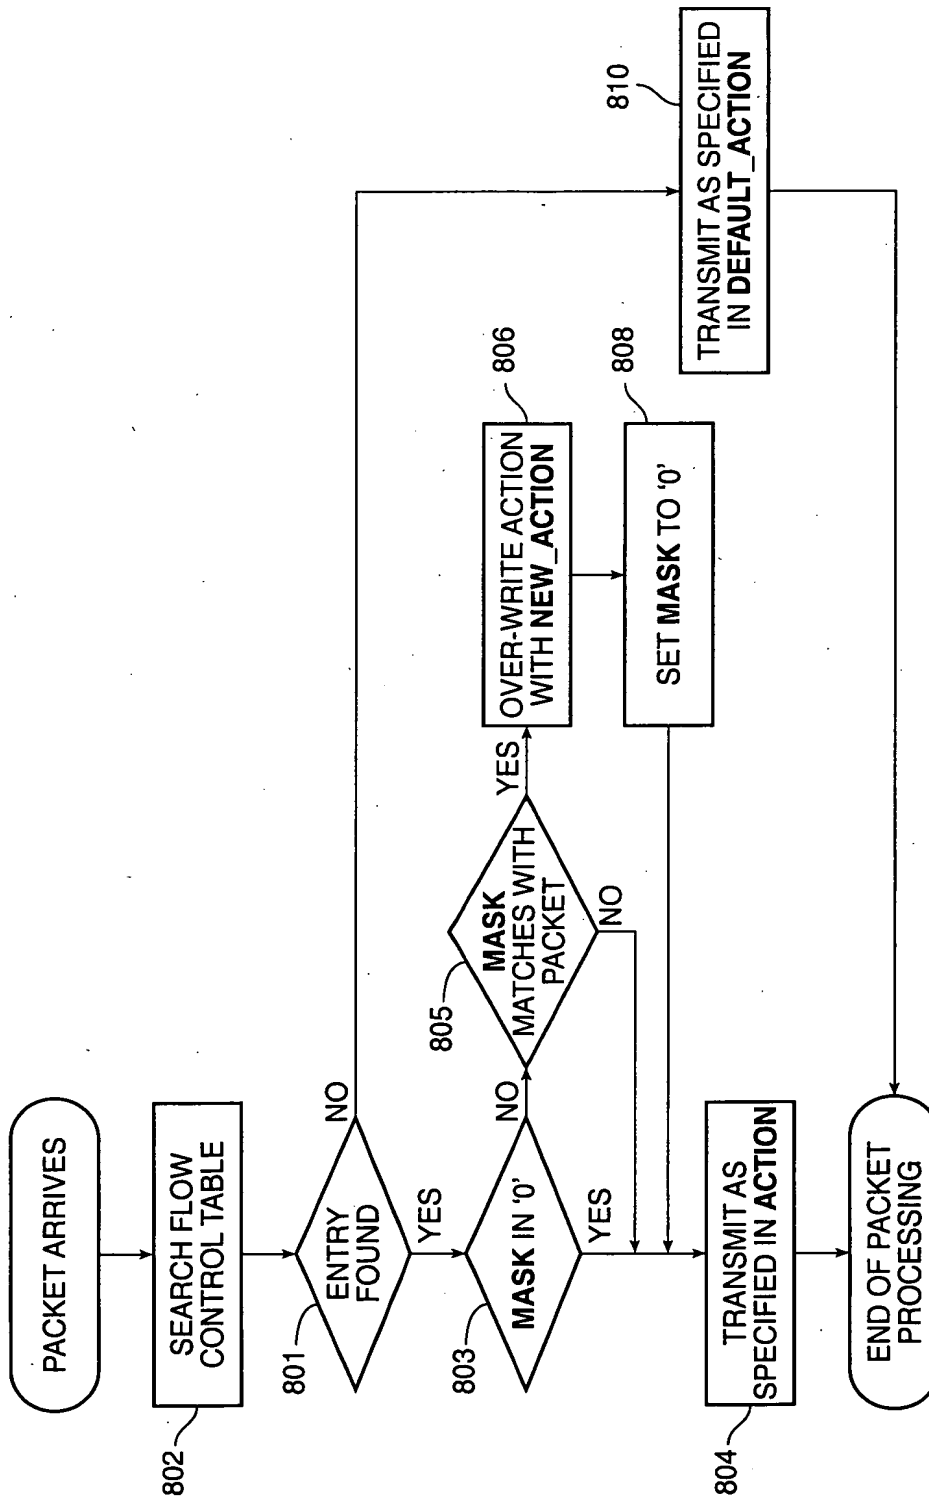 PACKET ARRIVES
SEARCH FLOW
CONTROL TABLE
802
ENTRY
FOUND
801
NO
YES
MASK IN '0'
803
NO
YES
MASK
MATCHES WITH
PACKET
805
YES
NO
OVER-WRITE ACTION
WITH NEW_ACTION
806
SET MASK TO '0'
808
TRANSMIT AS
SPECIFIED IN ACTION
804
TRANSMIT AS SPECIFIED
IN DEFAULT_ACTION
810
END OF PACKET
PROCESSING